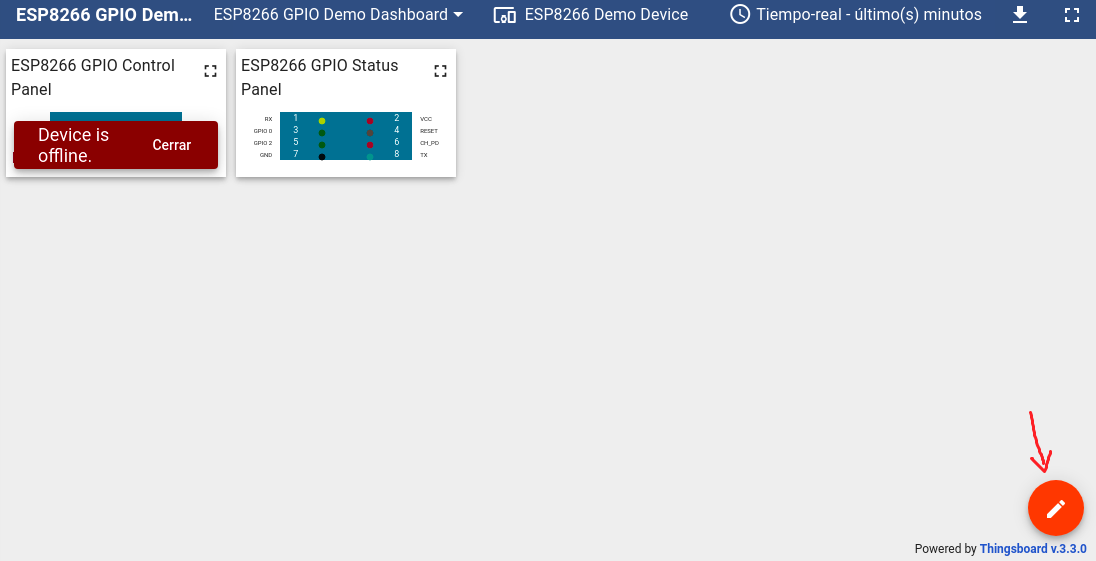 ESP8266 GPIO Dem... ESP8266 GPIO Demo Dashboard ESP8266 Demo Device Tiempo-real - último(s) minutos
ESP8266 GPIO Control
Panel
Device is
offline.
Cerrar
ESP8266 GPIO Status
Panel
RX 1 2 VCC
GPIO 0 3 4 RESET
GPIO 2 5 6 CH_PD
GND 7 8 TX
Powered by Thingsboard v.3.3.0